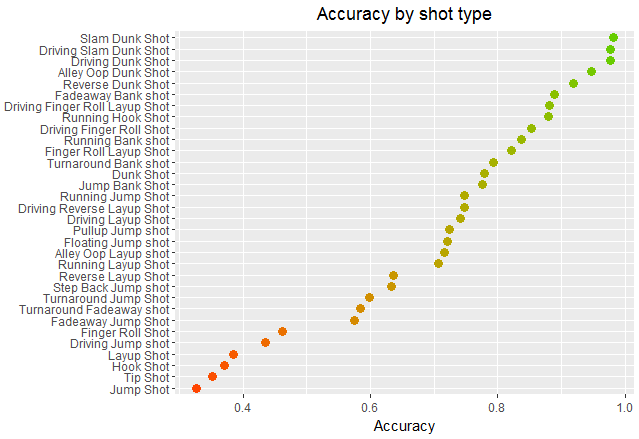 Accuracy by shot type
Slam Dunk Shot
Driving Slam Dunk Shot
Driving Dunk Shot
Alley Oop Dunk Shot
Reverse Dunk Shot
Fadeaway Bank shot
Driving Finger Roll Layup Shot
Running Hook Shot
Driving Finger Roll Shot
Running Bank shot
Finger Roll Layup Shot
Turnaround Bank shot
Dunk Shot
Jump Bank Shot
Running Jump Shot
Driving Reverse Layup Shot
Driving Layup Shot
Pullup Jump shot
Floating Jump shot
Alley Oop Layup shot
Running Layup Shot
Reverse Layup Shot
Step Back Jump shot
Turnaround Jump Shot
Turnaround Fadeaway shot
Fadeaway Jump Shot
Finger Roll Shot
Driving Jump shot
Layup Shot
Hook Shot
Tip Shot
Jump Shot
0.4 0.6 0.8 1.0
Accuracy